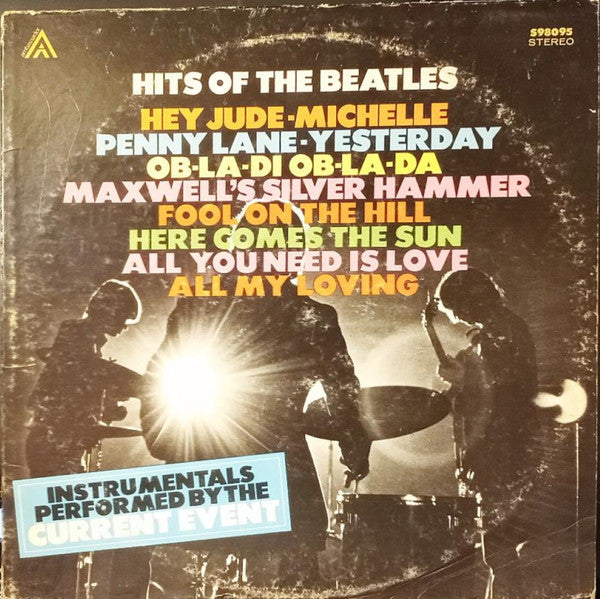 S98095
STEREO
HITS OF THE BEATLES
HEY JUDE-MICHELLE
PENNY LANE-YESTERDAY
OB-LA-DI OB-LA-DA
MAXWELL'S SILVER HAMMER
FOOL ON THE HILL
HERE COMES THE SUN
ALL YOU NEED IS LOVE
ALL MY LOVING
INSTRUMENTALS
PERFORMED BY THE
CURRENT EVENT